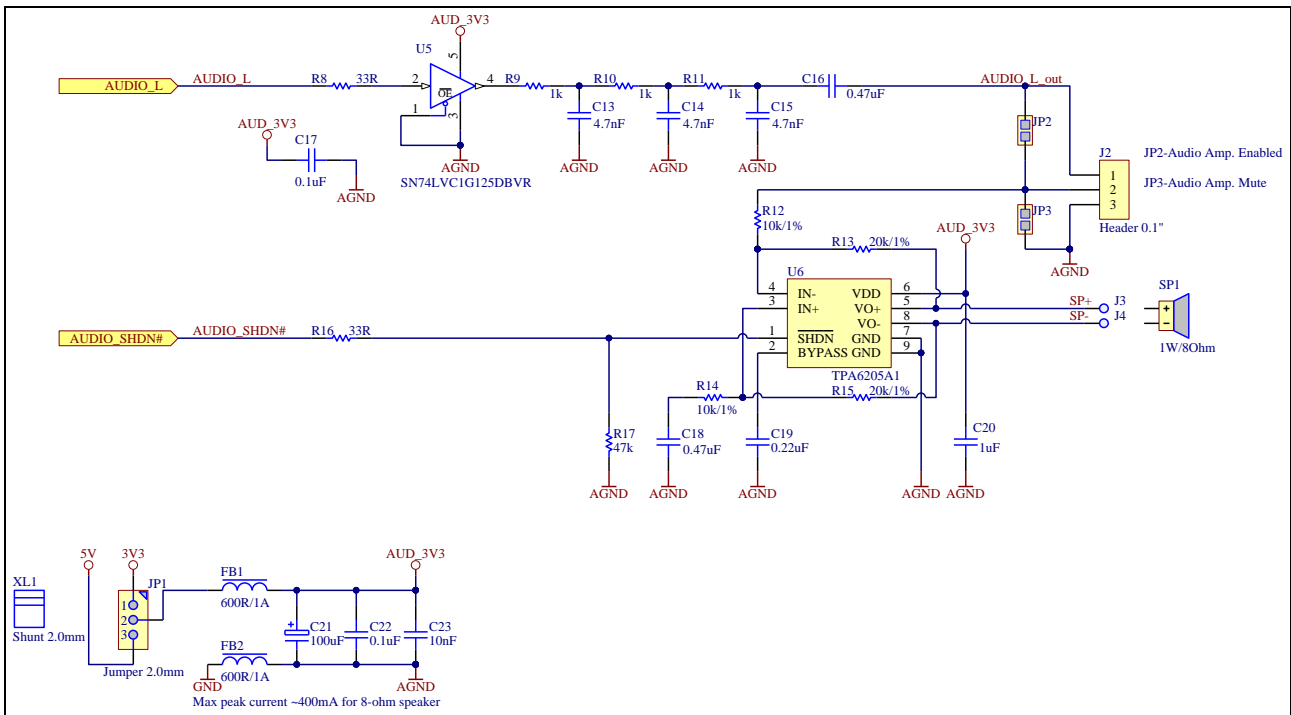 AUD_3V3
U5
AUDIO_L
AUDIO_L
R8
33R
2
5
OE
4
1
3
R9
1k
R10
1k
R11
1k
C16
0.47uF
AUDIO_L_out
C13
4.7nF
C14
4.7nF
C15
4.7nF
AUD_3V3
C17
0.1uF
AGND
AGND
SN74LVC1G125DBVR
AGND
AGND
AGND
JP2
J2
1
2
3
Header 0.1"
JP2-Audio Amp. Enabled
JP3-Audio Amp. Mute
JP3
AGND
R12
10k/1%
R13
20k/1%
AUD_3V3
U6
4
IN-
3
IN+
1
SHDN
2
BYPASS
VDD
6
VO+
5
VO-
8
GND
7
GND
9
TPA6205A1
SP+
J3
SP-
J4
SP1
+
-
1W/8Ohm
AUDIO_SHDN#
AUDIO_SHDN#
R16
33R
R14
10k/1%
R15
20k/1%
R17
47k
C18
0.47uF
C19
0.22uF
C20
1uF
AGND
AGND
AGND
AGND
AGND
XL1
Shunt 2.0mm
5V
3V3
JP1
1
2
3
Jumper 2.0mm
FB1
600R/1A
AUD_3V3
C21
+
100uF
C22
0.1uF
C23
10nF
FB2
600R/1A
GND
AGND
Max peak current ~400mA for 8-ohm speaker